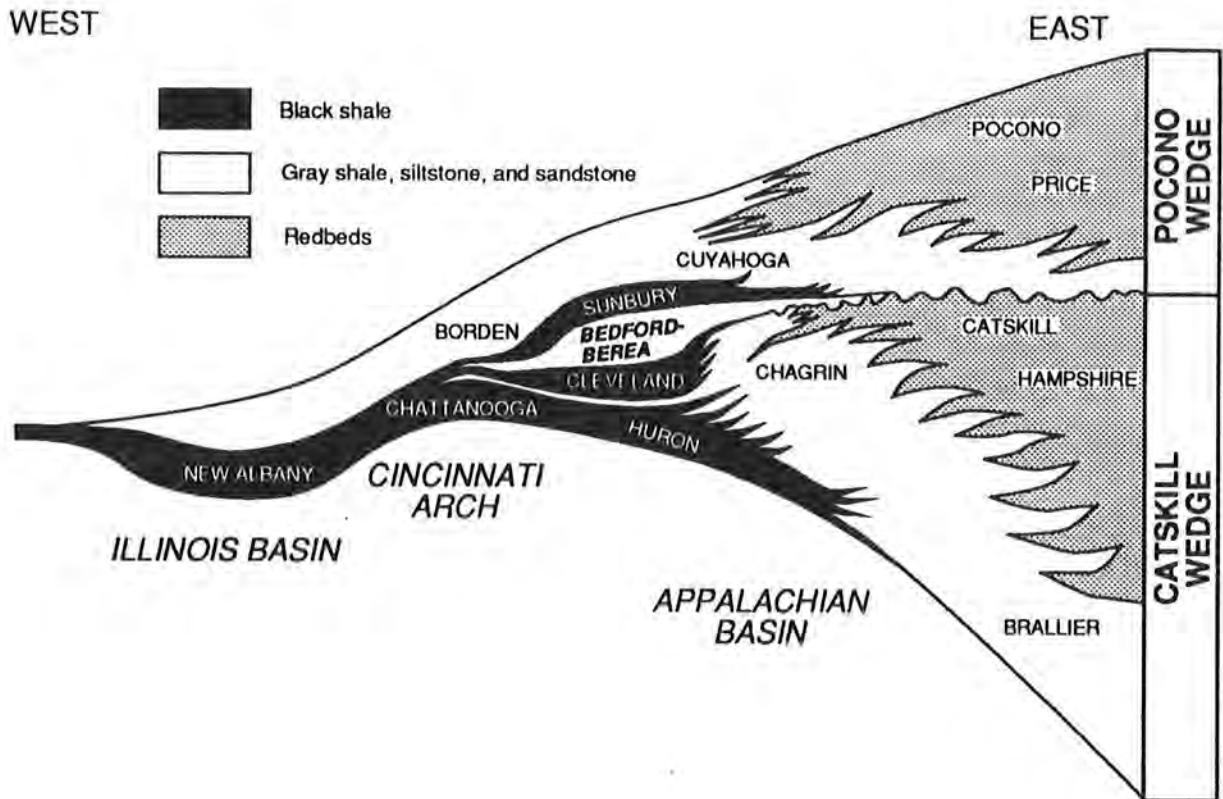 WEST
EAST
Black shale
Gray shale, siltstone, and sandstone
Redbeds
POCONO
PRICE
POCONO
WEDGE
CUYAHOGA
SUNBURY
BORDEN
BEDFORD-
BEREA
CLEVELAND
CHAGRIN
CATSKILL
HAMPSHIRE
CHATTANOOGA
HURON
NEW ALBANY
CINCINNATI
ARCH
ILLINOIS BASIN
APPALACHIAN
BASIN
BRALLIER
CATSKILL
WEDGE